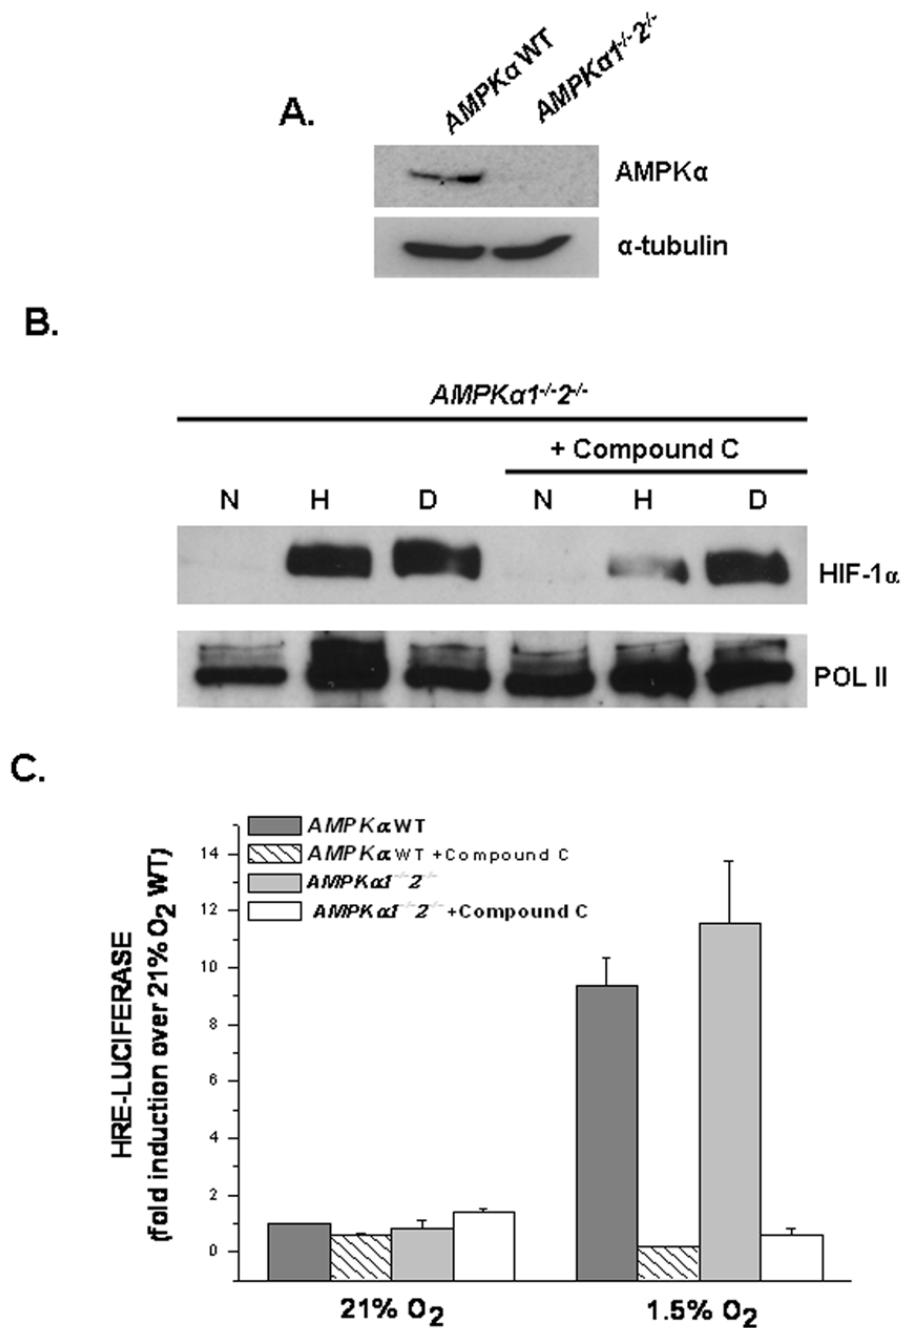 A.
AMPKα WT
AMPKα1-/-2-/-
AMPKα
α-tubulin
B.
AMPKα1-/-2-/-
+ Compound C
N H D N H D
HIF-1α
POL II
C.
HRE-LUCIFERASE
(fold induction over 21% O2 WT)
AMPKα WT
AMPKα WT +Compound C
AMPKα1-/-2-/-
AMPKα1-/-2-/- +Compound C
14
12
10
8
6
4
2
0
21% O2
1.5% O2